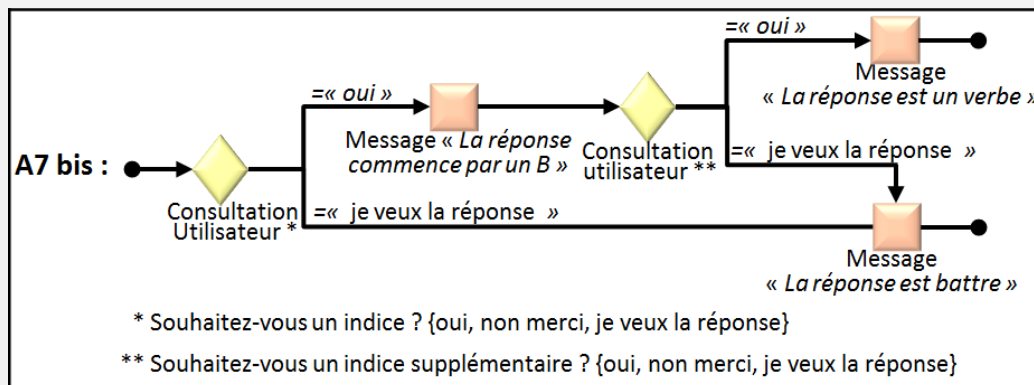 =« oui »
Message
« La réponse est un verbe »
=« oui »
Message « La réponse
commence par un B »
Consultation
utilisateur **
=« je veux la réponse »
A7 bis :
Consultation
Utilisateur *
=« je veux la réponse »
Message
« La réponse est battre »
* Souhaitez-vous un indice ? {oui, non merci, je veux la réponse}
** Souhaitez-vous un indice supplémentaire ? {oui, non merci, je veux la réponse}